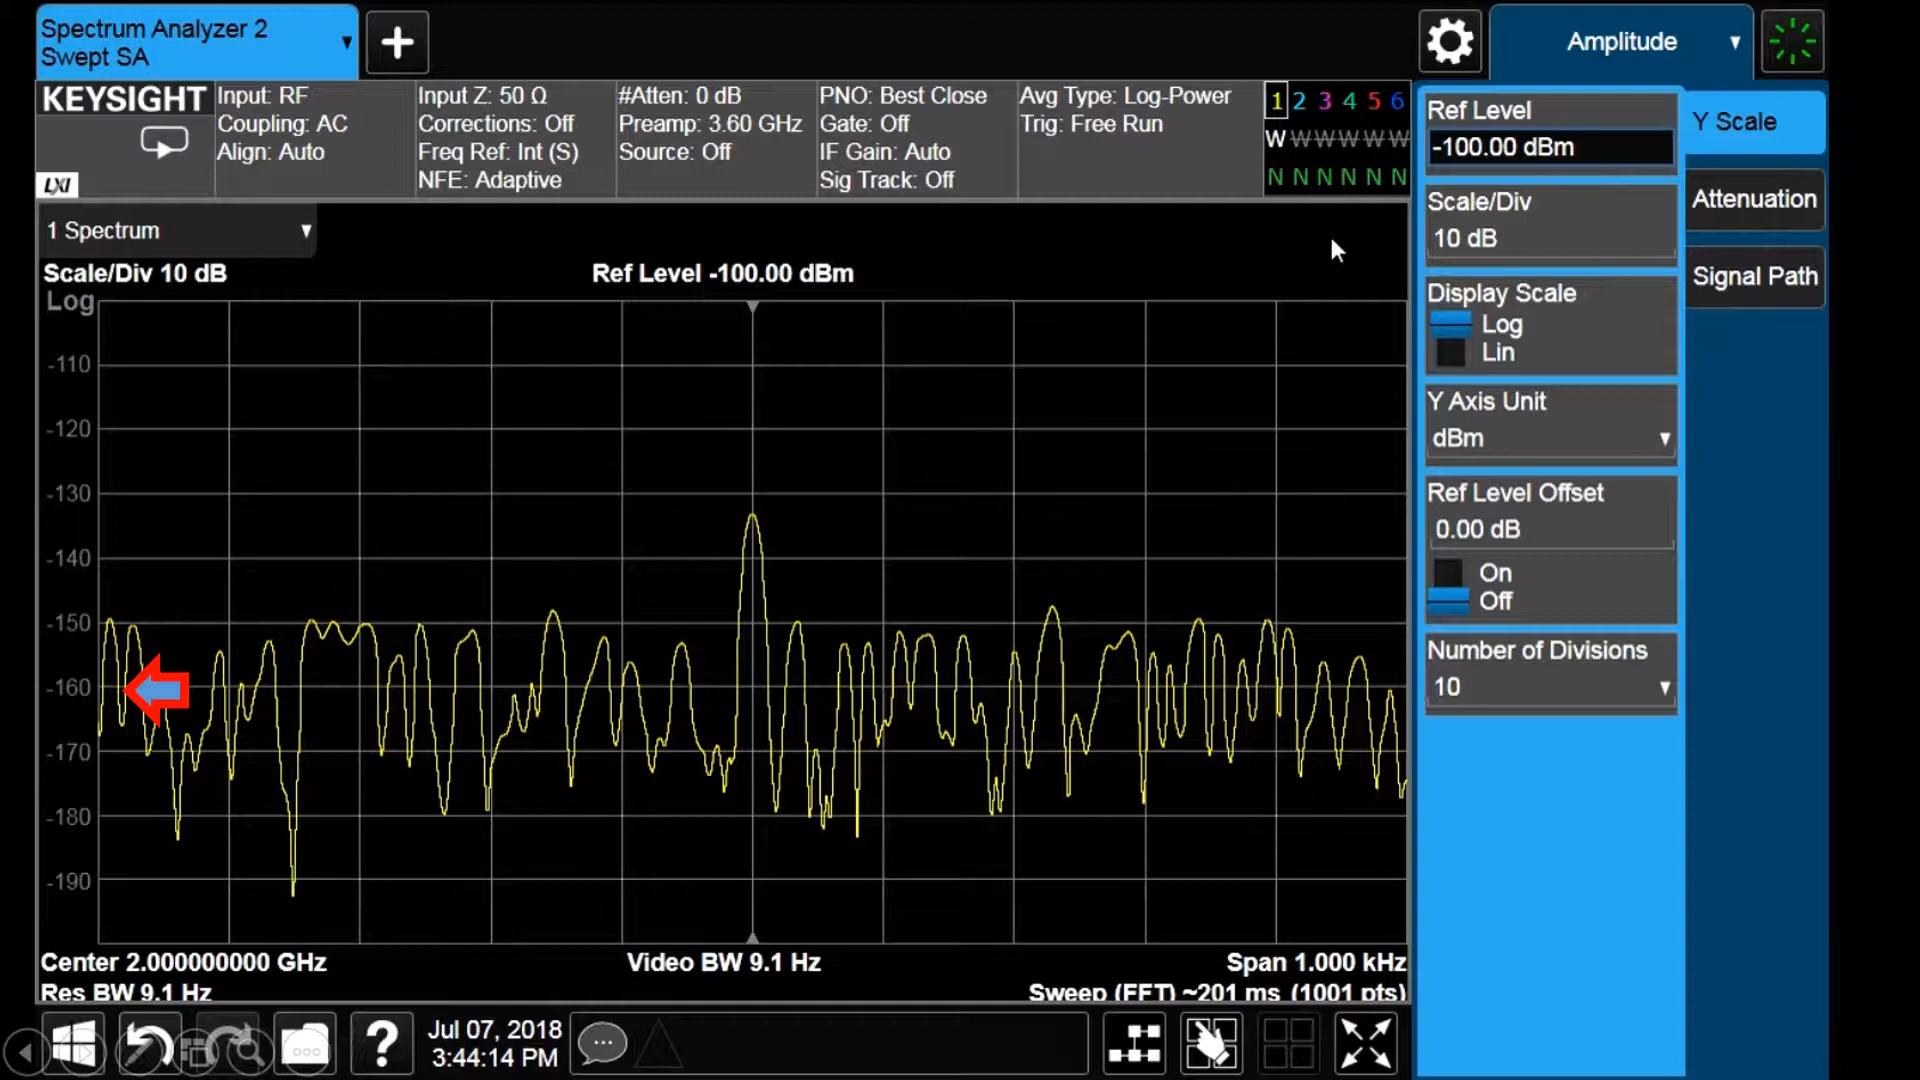 Spectrum Analyzer 2
Swept SA
Amplitude
KEYSIGHT
LXI
Input: RF
Coupling: AC
Align: Auto
Input Z: 50 Ω
Corrections: Off
Freq Ref: Int (S)
NFE: Adaptive
#Atten: 0 dB
Preamp: 3.60 GHz
Source: Off
PNO: Best Close
Gate: Off
IF Gain: Auto
Sig Track: Off
Avg Type: Log-Power
Trig: Free Run
1 2 3 4 5 6
W W W W W W
N N N N N N
1 Spectrum
Scale/Div 10 dB
Ref Level -100.00 dBm
Log
-110
-120
-130
-140
-150
-160
-170
-180
-190
Center 2.000000000 GHz
Video BW 9.1 Hz
Span 1.000 kHz
Res BW 9.1 Hz
Sweep (FFT) ~201 ms (1001 pts)
Ref Level
-100.00 dBm
Scale/Div
10 dB
Display Scale
Log
Lin
Y Axis Unit
dBm
Ref Level Offset
0.00 dB
On
Off
Number of Divisions
10
Y Scale
Attenuation
Signal Path
?
Jul 07, 2018
3:44:14 PM